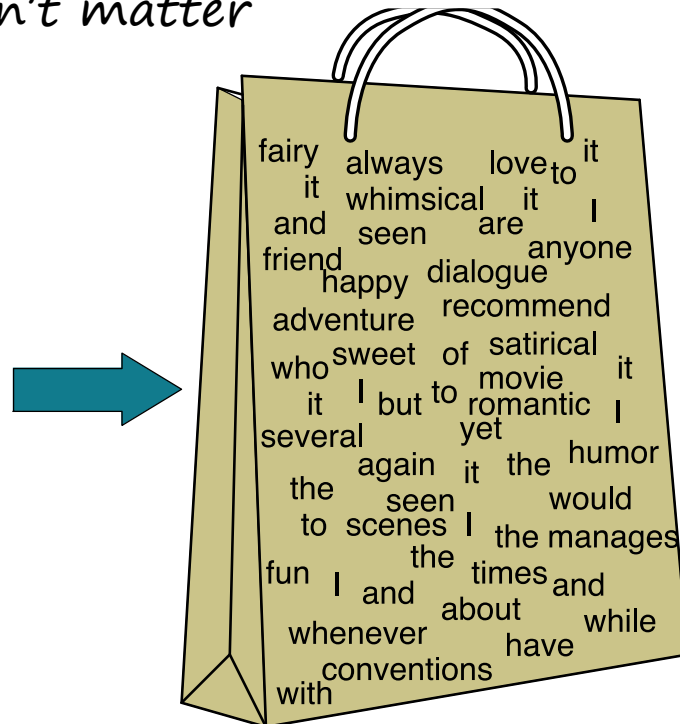 n't matter
fairy always love to it
it whimsical it I
and seen are anyone
friend happy dialogue
adventure recommend
who sweet of satirical
it I but to movie it
romantic I
several yet
again it the humor
the seen would
to scenes I the manages
fun I and the times and
about while
whenever have
conventions
with